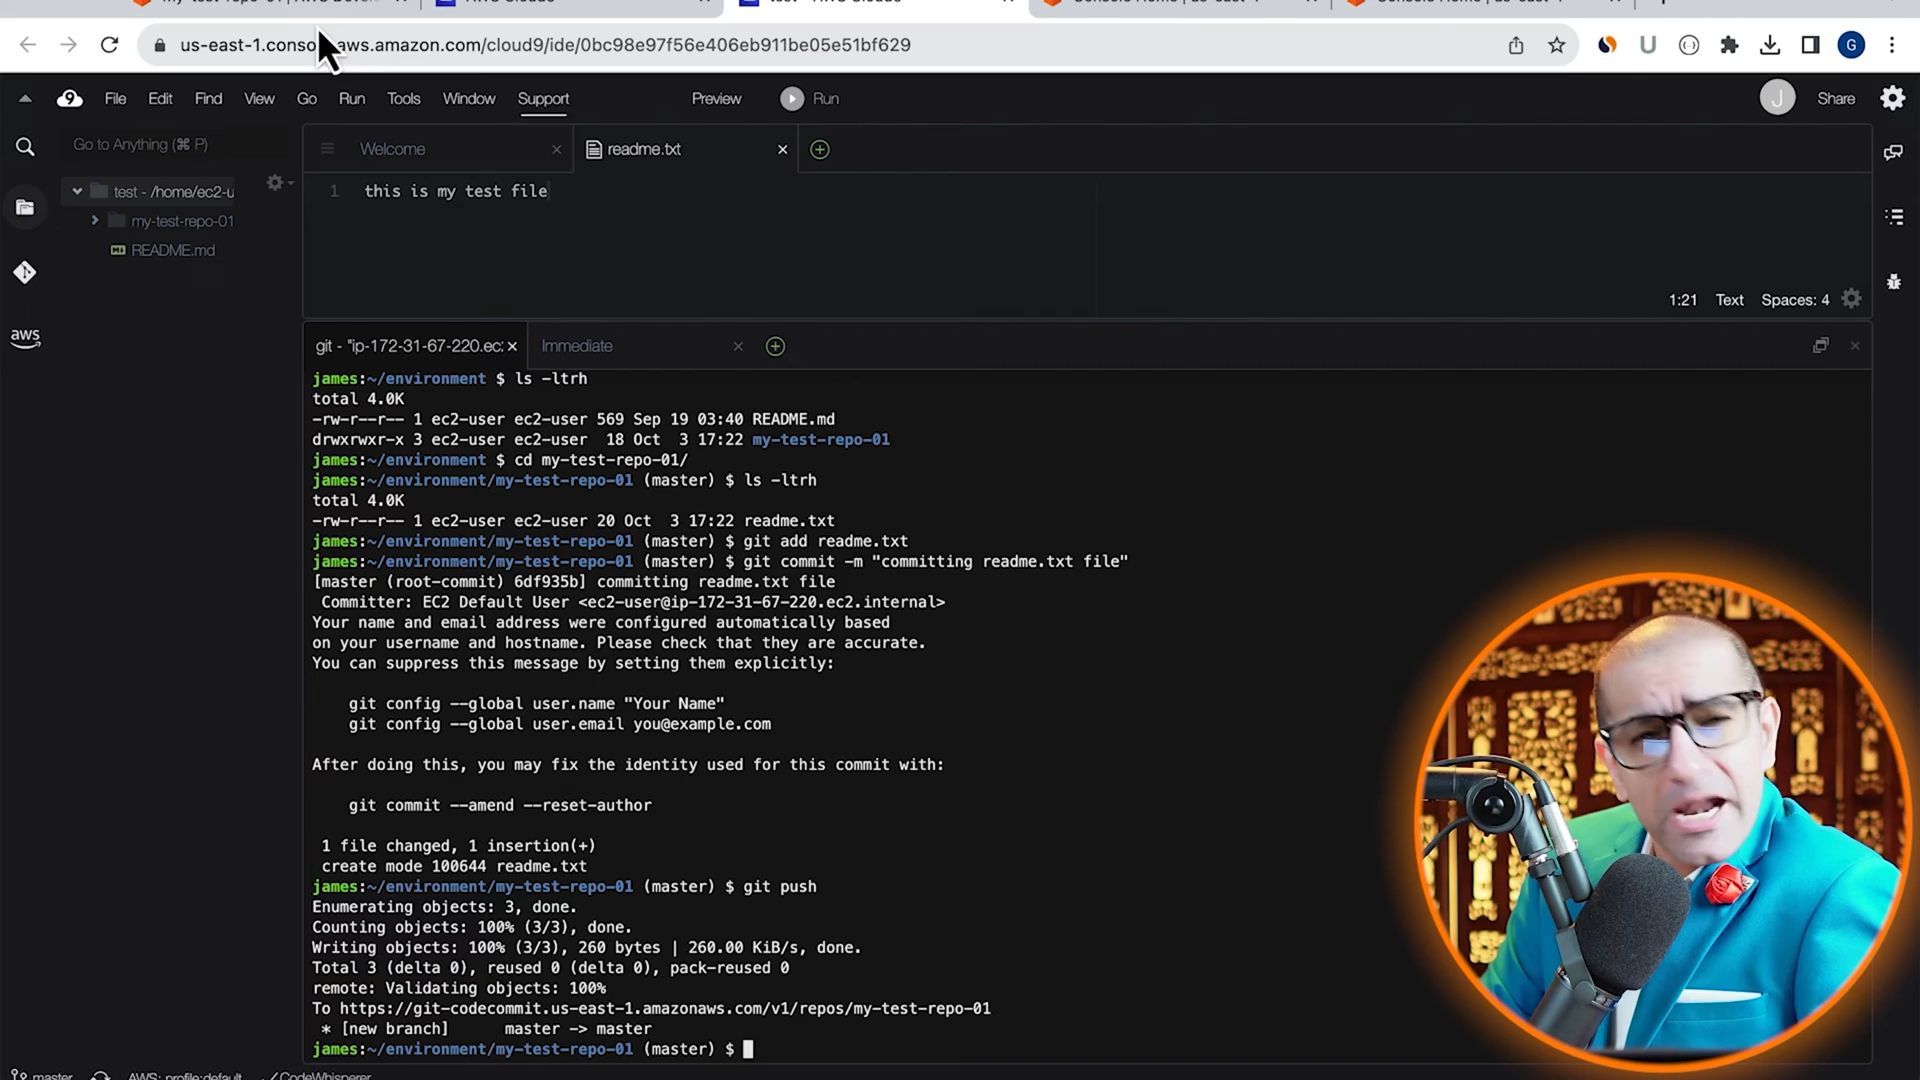 us-east-1.conso aws.amazon.com/cloud9/ide/0bc98e97f56e406eb911be05e51bf629
G
9 File Edit Find View Go Run Tools Window Support Preview Run J Share
Go to Anything (⌘ P)
Welcome
readme.txt
test - /home/ec2-u
my-test-repo-01
README.md
aws
1 this is my test file
1:21 Text Spaces: 4
git - "ip-172-31-67-220.ec2
Immediate
james:~/environment $ ls -ltrh
total 4.0K
-rw-r--r-- 1 ec2-user ec2-user 569 Sep 19 03:40 README.md
drwxrwxr-x 3 ec2-user ec2-user  18 Oct  3 17:22 my-test-repo-01
james:~/environment $ cd my-test-repo-01/
james:~/environment/my-test-repo-01 (master) $ ls -ltrh
total 4.0K
-rw-r--r-- 1 ec2-user ec2-user 20 Oct  3 17:22 readme.txt
james:~/environment/my-test-repo-01 (master) $ git add readme.txt
james:~/environment/my-test-repo-01 (master) $ git commit -m "committing readme.txt file"
[master (root-commit) 6df935b] committing readme.txt file
Committer: EC2 Default User <ec2-user@ip-172-31-67-220.ec2.internal>
Your name and email address were configured automatically based
on your username and hostname. Please check that they are accurate.
You can suppress this message by setting them explicitly:
git config --global user.name "Your Name"
git config --global user.email you@example.com
After doing this, you may fix the identity used for this commit with:
git commit --amend --reset-author
1 file changed, 1 insertion(+)
create mode 100644 readme.txt
james:~/environment/my-test-repo-01 (master) $ git push
Enumerating objects: 3, done.
Counting objects: 100% (3/3), done.
Writing objects: 100% (3/3), 260 bytes | 260.00 KiB/s, done.
Total 3 (delta 0), reused 0 (delta 0), pack-reused 0
remote: Validating objects: 100%
To https://git-codecommit.us-east-1.amazonaws.com/v1/repos/my-test-repo-01
* [new branch]      master -> master
james:~/environment/my-test-repo-01 (master) $
master AWS: profile:default CodeWhisperer